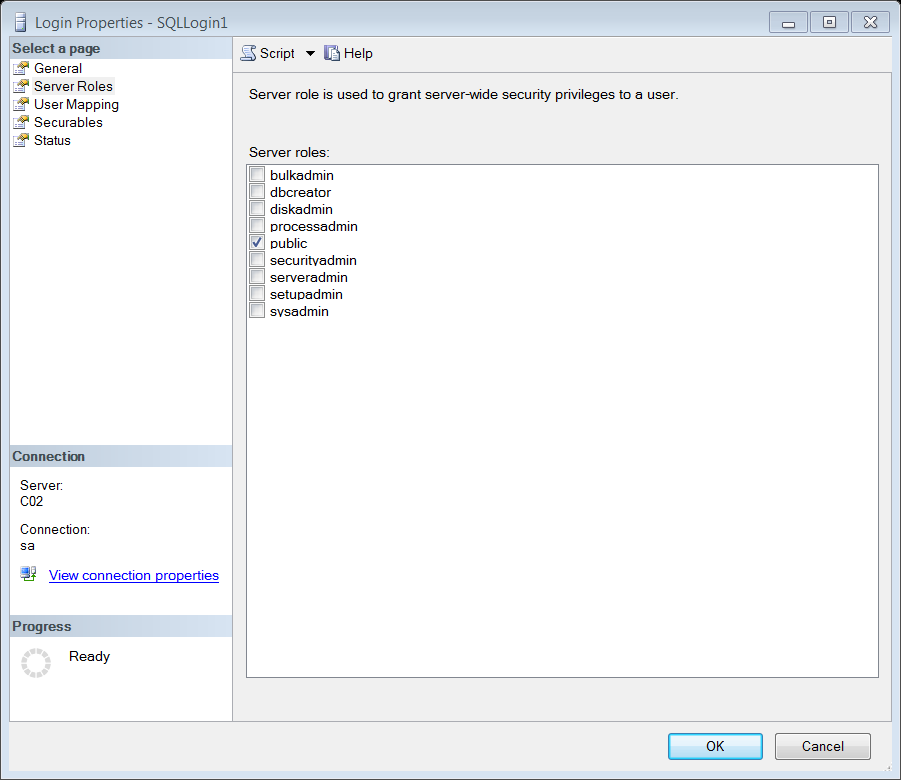 Login Properties - SQLLogin1
Select a page
General
Server Roles
User Mapping
Securables
Status
Script
Help
Server role is used to grant server-wide security privileges to a user.
Server roles:
bulkadmin
dbcreator
diskadmin
processadmin
public
securityadmin
serveradmin
setupadmin
sysadmin
Connection
Server:
C02
Connection:
sa
View connection properties
Progress
Ready
OK
Cancel